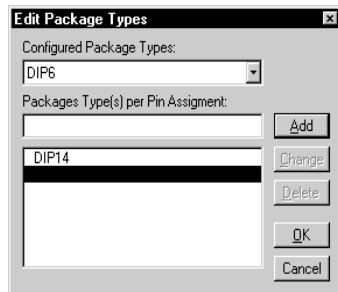 Edit Package Types
Configured Package Types:
DIP6
Packages Type(s) per Pin Assigment:
Add
DIP14
Change
Delete
OK
Cancel